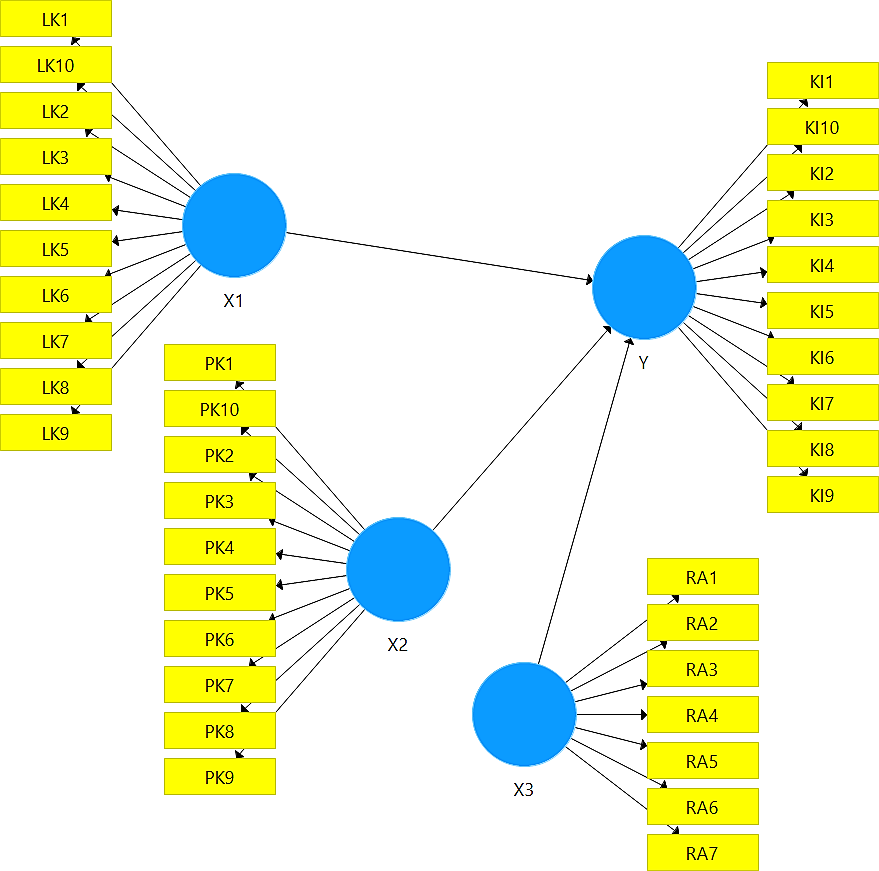 LK1
LK10
LK2
LK3
LK4
LK5
LK6
LK7
LK8
LK9
X1
PK1
PK10
PK2
PK3
PK4
PK5
PK6
PK7
PK8
PK9
X2
KI1
KI10
KI2
KI3
KI4
KI5
KI6
KI7
KI8
KI9
Y
RA1
RA2
RA3
RA4
RA5
RA6
RA7
X3